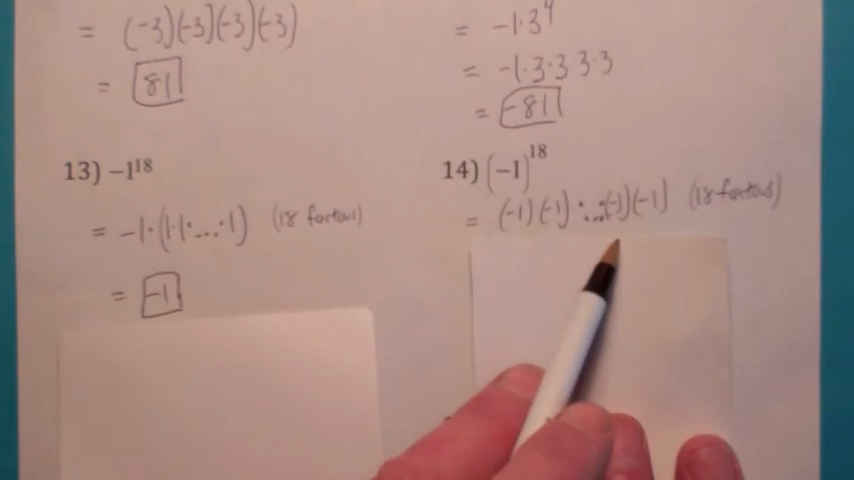 = (-3)(-3)(-3)(-3)
= 81
= -1·3⁴
= -1·3·3 3·3
= -81
13) -1¹⁸
= -1·(1·1·...·1) (18 factors)
= -1
14) (-1)¹⁸
= (-1)(-1)·...·(-1)(-1) (18 factors)